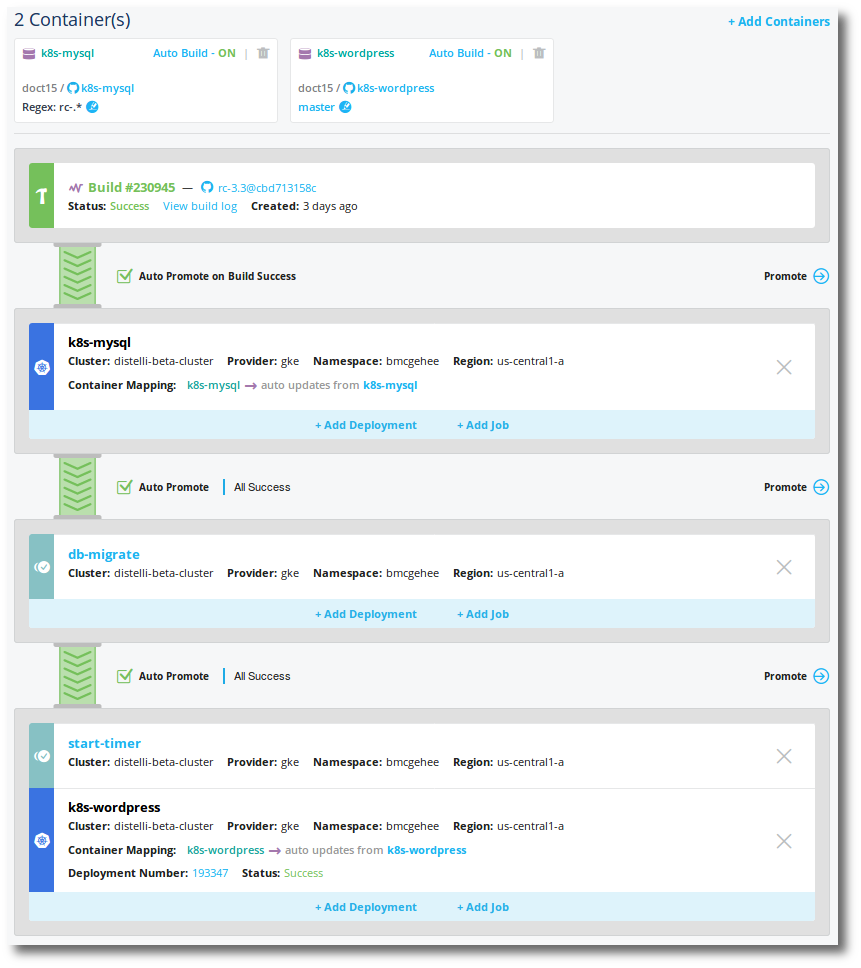 2 Container(s)
+ Add Containers
k8s-mysql Auto Build - ON |
doct15 / k8s-mysql
Regex: rc-.*
k8s-wordpress Auto Build - ON |
doct15 / k8s-wordpress
master
Build #230945 — rc-3.3@cbd713158c
Status: Success View build log Created: 3 days ago
Auto Promote on Build Success Promote
k8s-mysql
Cluster: distelli-beta-cluster Provider: gke Namespace: bmcgehee Region: us-central1-a
Container Mapping: k8s-mysql → auto updates from k8s-mysql
+ Add Deployment + Add Job
Auto Promote | All Success Promote
db-migrate
Cluster: distelli-beta-cluster Provider: gke Namespace: bmcgehee Region: us-central1-a
+ Add Deployment + Add Job
Auto Promote | All Success Promote
start-timer
Cluster: distelli-beta-cluster Provider: gke Namespace: bmcgehee Region: us-central1-a
k8s-wordpress
Cluster: distelli-beta-cluster Provider: gke Namespace: bmcgehee Region: us-central1-a
Container Mapping: k8s-wordpress → auto updates from k8s-wordpress
Deployment Number: 193347 Status: Success
+ Add Deployment + Add Job